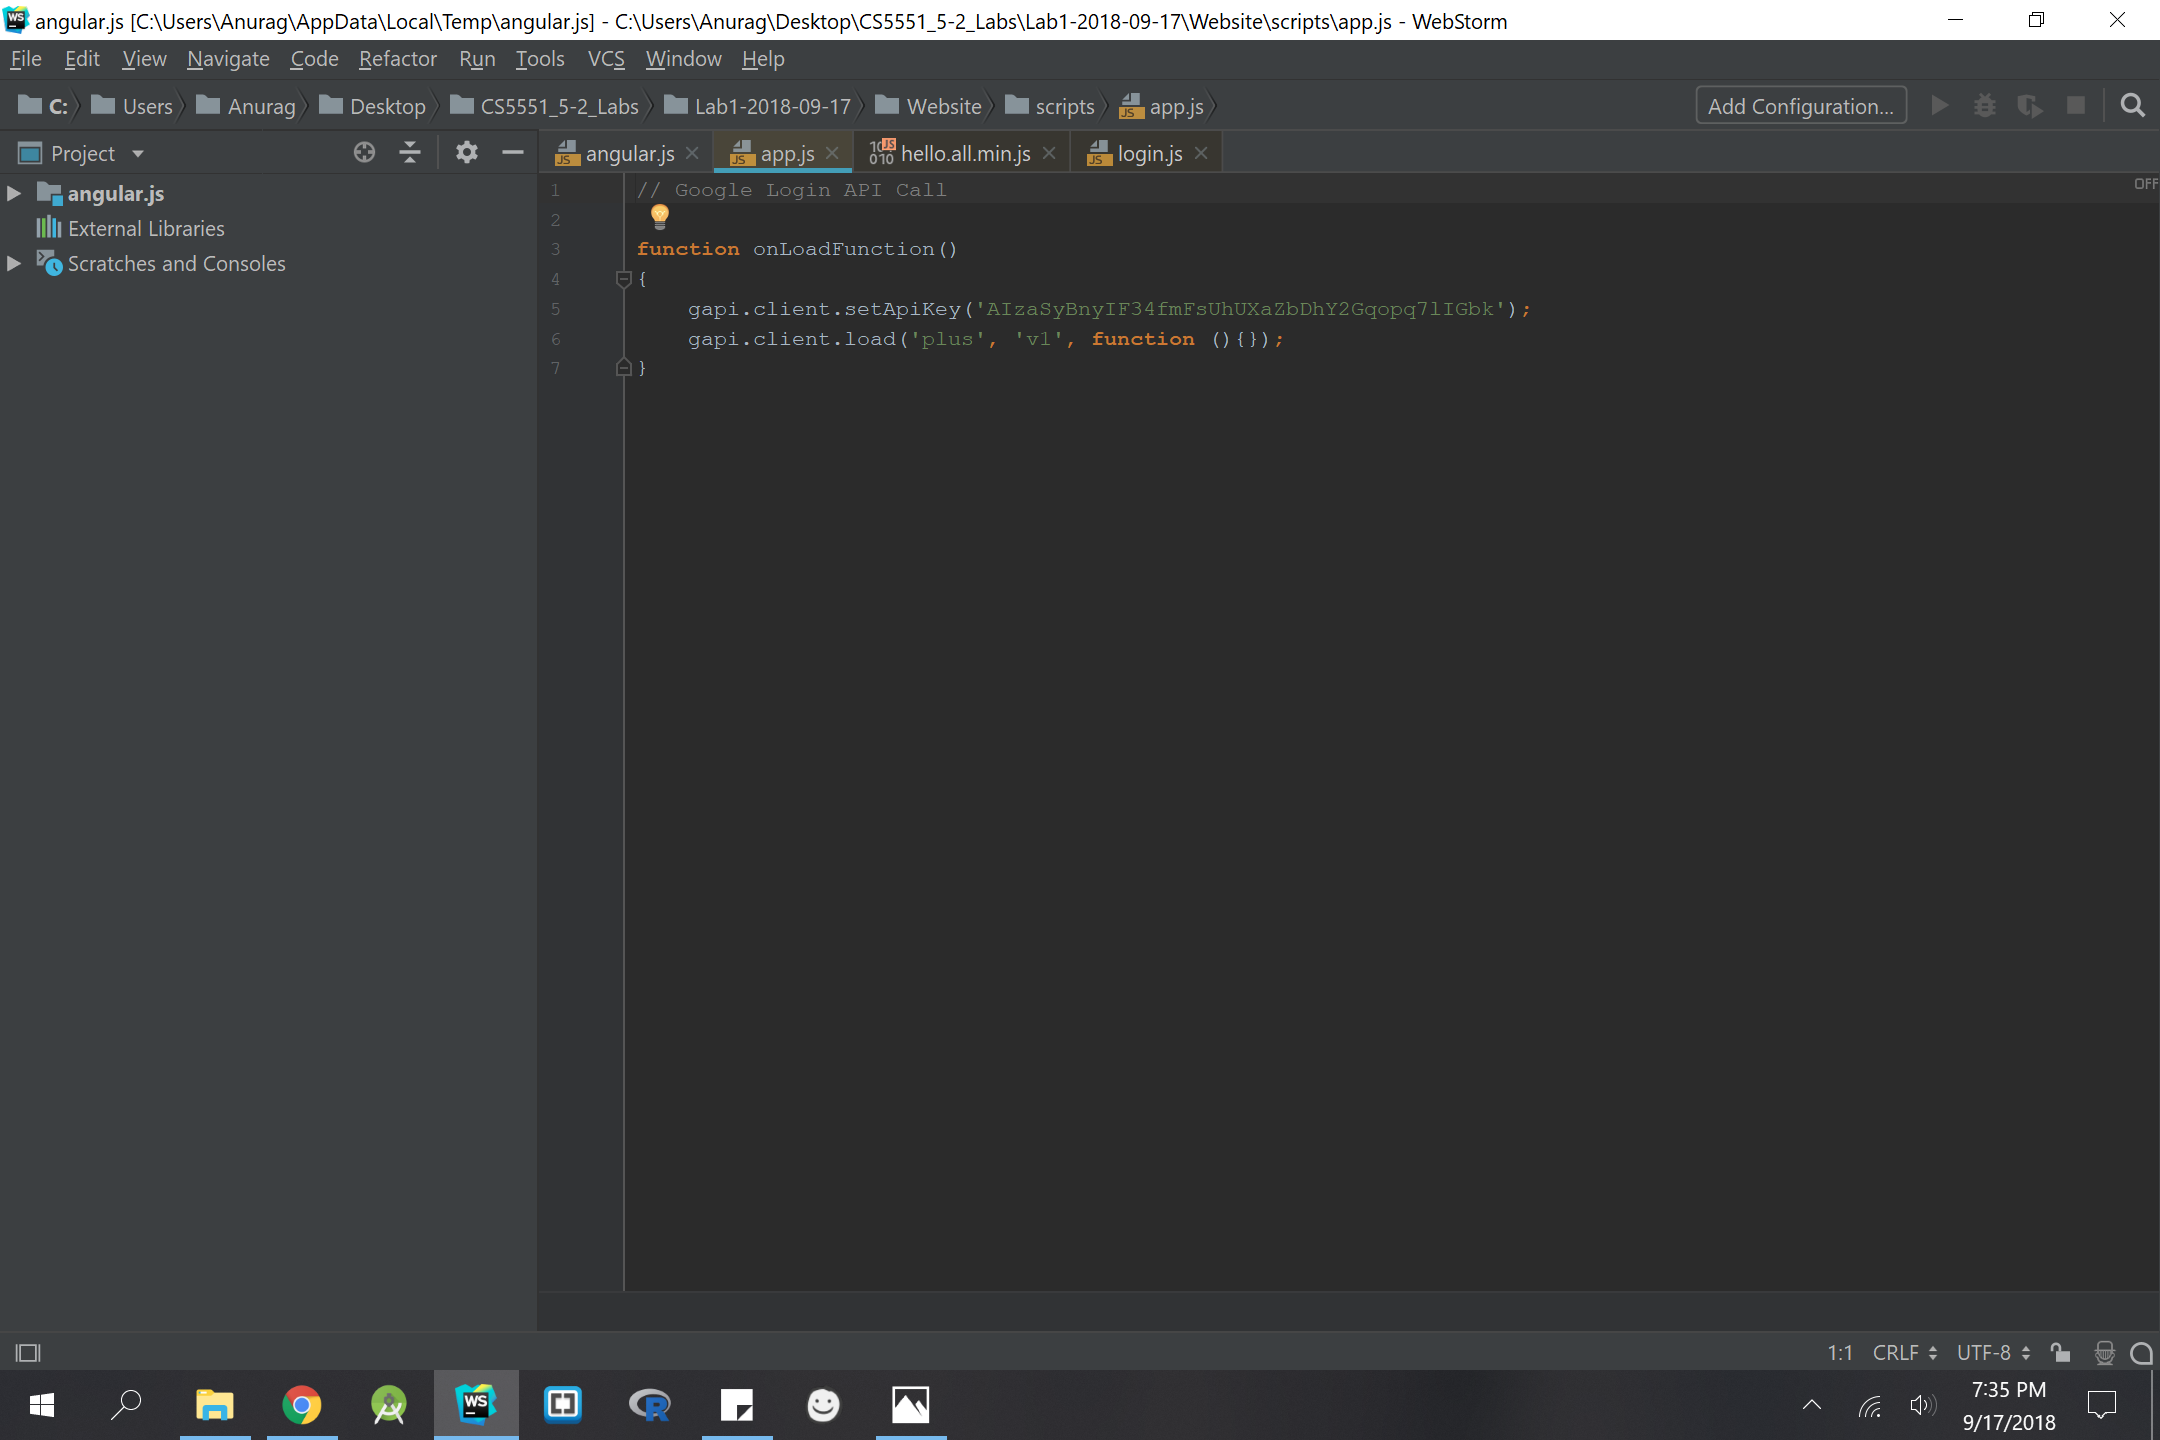 angular.js [C:\Users\Anurag\AppData\Local\Temp\angular.js] - C:\Users\Anurag\Desktop\CS5551_5-2_Labs\Lab1-2018-09-17\Website\scripts\app.js - WebStorm
File Edit View Navigate Code Refactor Run Tools VCS Window Help
C: Users Anurag Desktop CS5551_5-2_Labs Lab1-2018-09-17 Website scripts app.js Add Configuration...
Project angular.js app.js hello.all.min.js login.js
angular.js
External Libraries
Scratches and Consoles
OFF
1 // Google Login API Call
2
3 function onLoadFunction()
4 {
5 gapi.client.setApiKey('AIzaSyBnyIF34fmFsUhUXaZbDhY2Gqopq7lIGbk');
6 gapi.client.load('plus', 'v1', function (){});
7 }
1:1 CRLF UTF-8
7:35 PM
9/17/2018